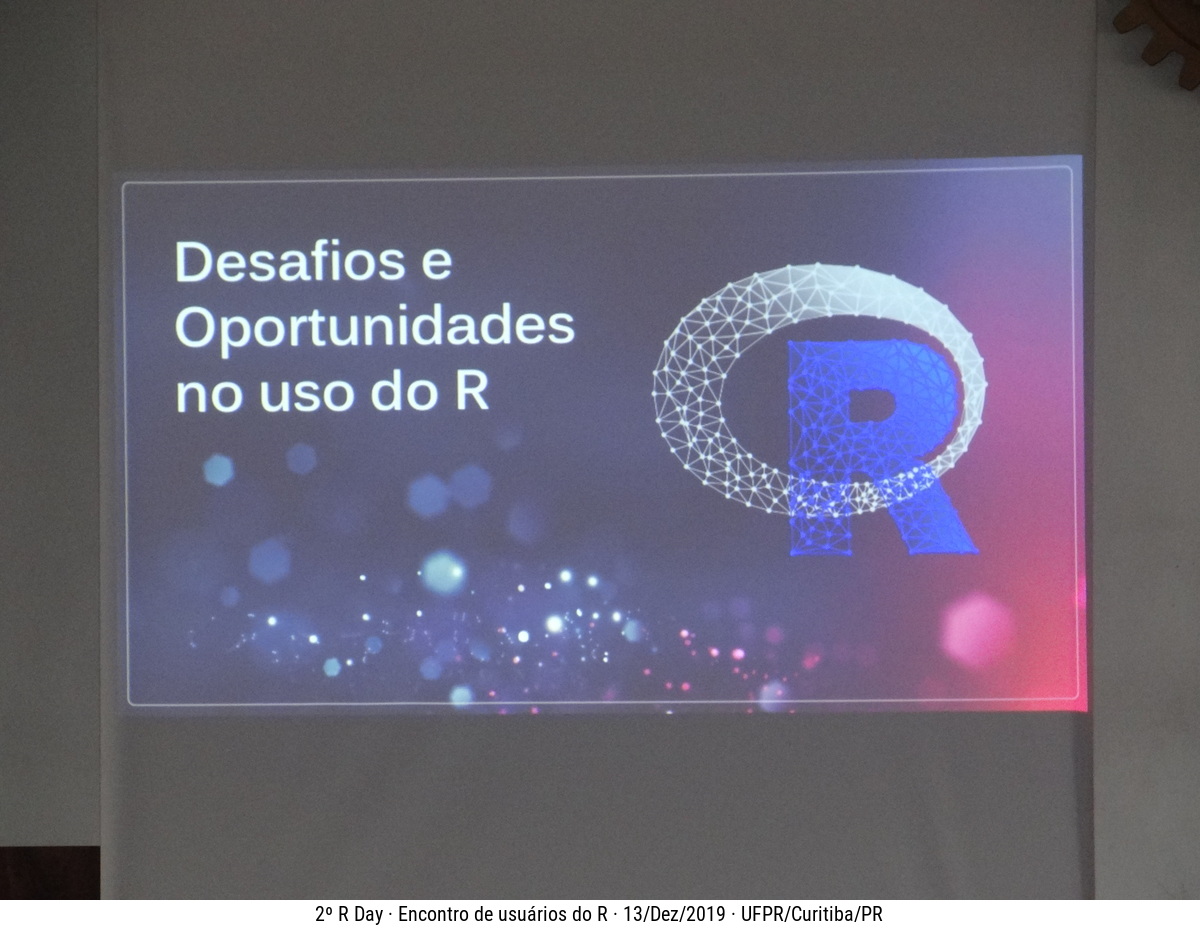 Desafios e
Oportunidades
no uso do R
R
2º R Day · Encontro de usuários do R · 13/Dez/2019 · UFPR/Curitiba/PR